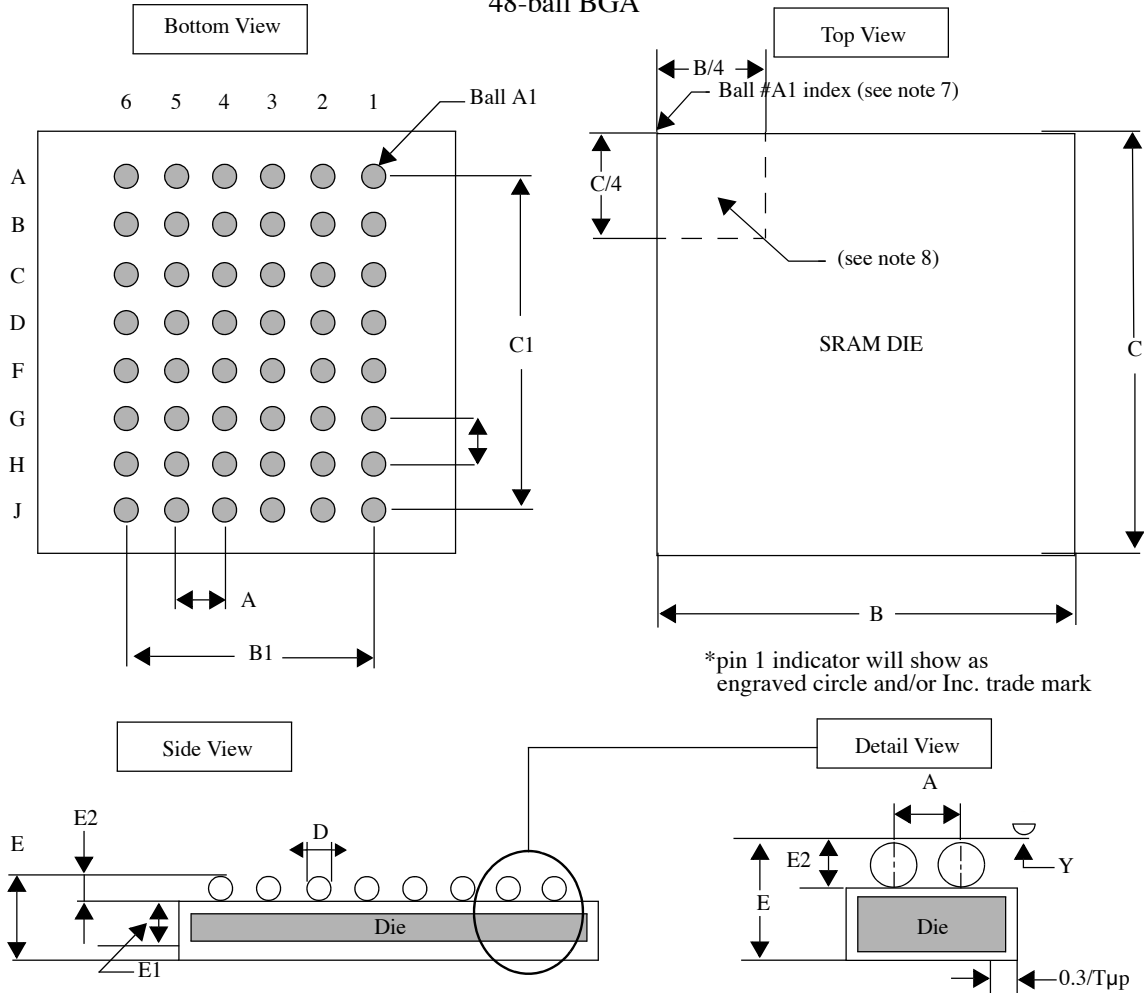 48-ball BGA
Bottom View
Top View
6 5 4 3 2 1
Ball A1
B/4
Ball #A1 index (see note 7)
A
B
C
D
F
G
H
J
C1
A
B1
C/4
(see note 8)
SRAM DIE
C
B
*pin 1 indicator will show as
engraved circle and/or Inc. trade mark
Side View
Detail View
E
E2
D
Die
E1
A
E2
Y
E
Die
0.3/Tμp